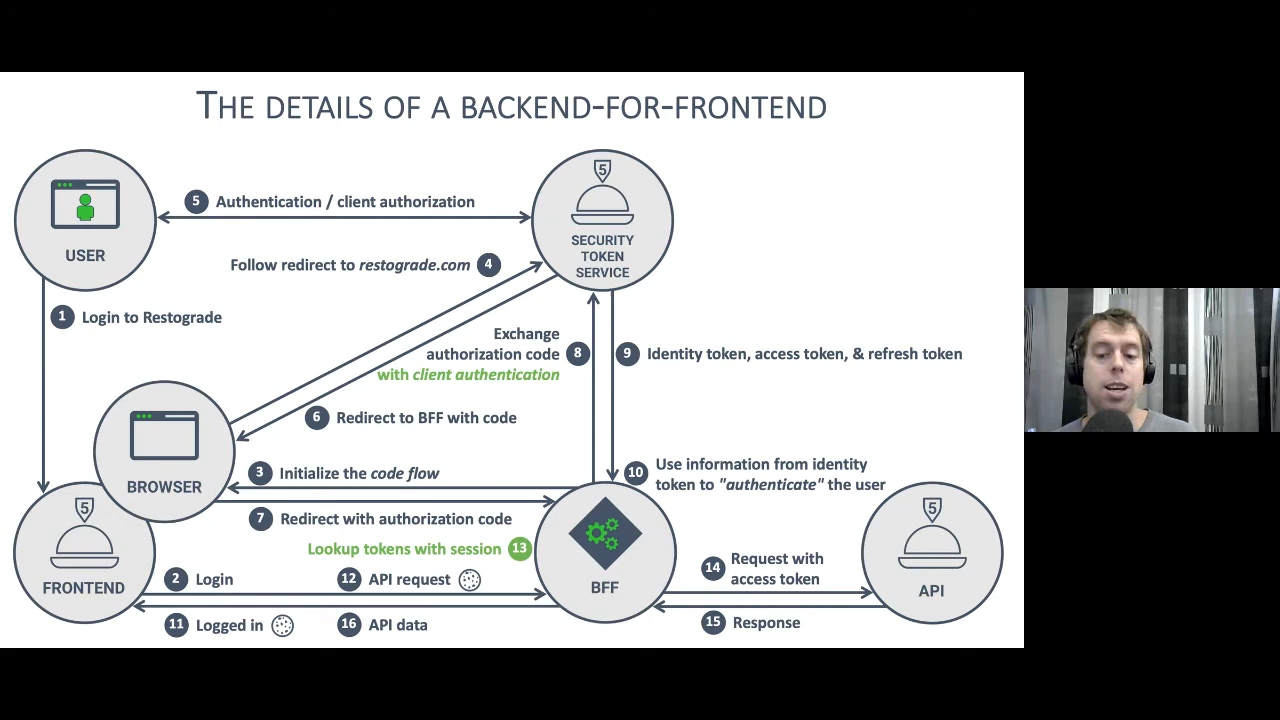 THE DETAILS OF A BACKEND-FOR-FRONTEND
5
5 Authentication / client authorization
USER
SECURITY
TOKEN
SERVICE
Follow redirect to restograde.com 4
1 Login to Restograde
Exchange
authorization code 8
with client authentication
9 Identity token, access token, & refresh token
6 Redirect to BFF with code
BROWSER
3 Initialize the code flow
10 Use information from identity
token to "authenticate" the user
7 Redirect with authorization code
5
5
Lookup tokens with session 13
FRONTEND
BFF
API
2 Login
12 API request
14 Request with
access token
11 Logged in
16 API data
15 Response